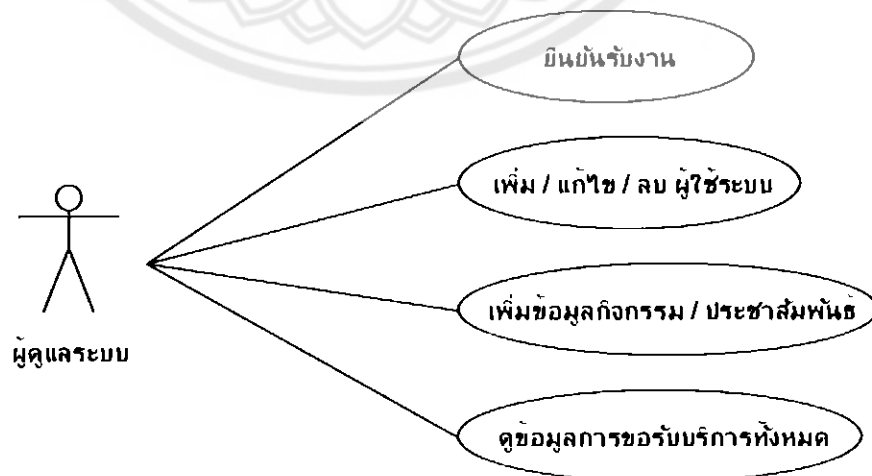 ยืนยันรับงาน
เพิ่ม / แก้ไข / ลบ ผู้ใช้ระบบ
เพิ่มข้อมูลกิจกรรม / ประชาสัมพันธ์
ผู้ดูแลระบบ
ดูข้อมูลการขอรับบริการทั้งหมด